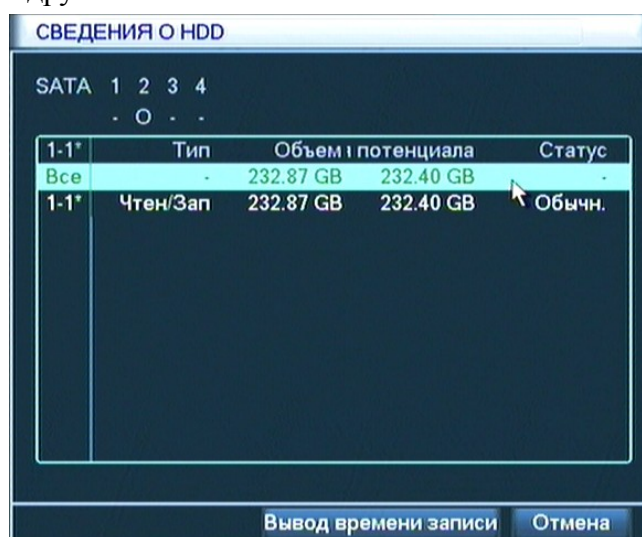 СВЕДЕНИЯ О HDD
SATA 1 2 3 4
- O - -
1-1* Тип Объем потенциала Статус
Все - 232.87 GB 232.40 GB -
1-1* Чтен/Зап 232.87 GB 232.40 GB Обычн.
Вывод времени записи Отмена